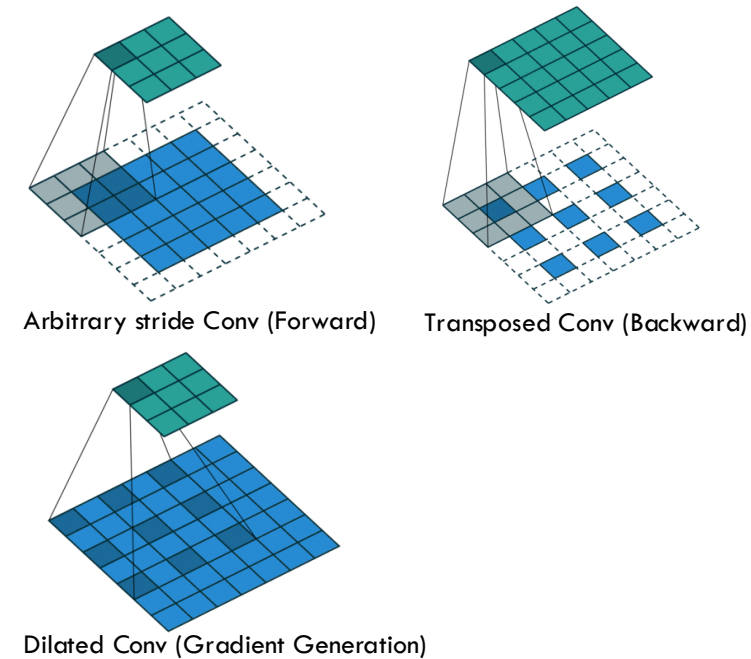 Arbitrary stride Conv (Forward)
Transposed Conv (Backward)
Dilated Conv (Gradient Generation)